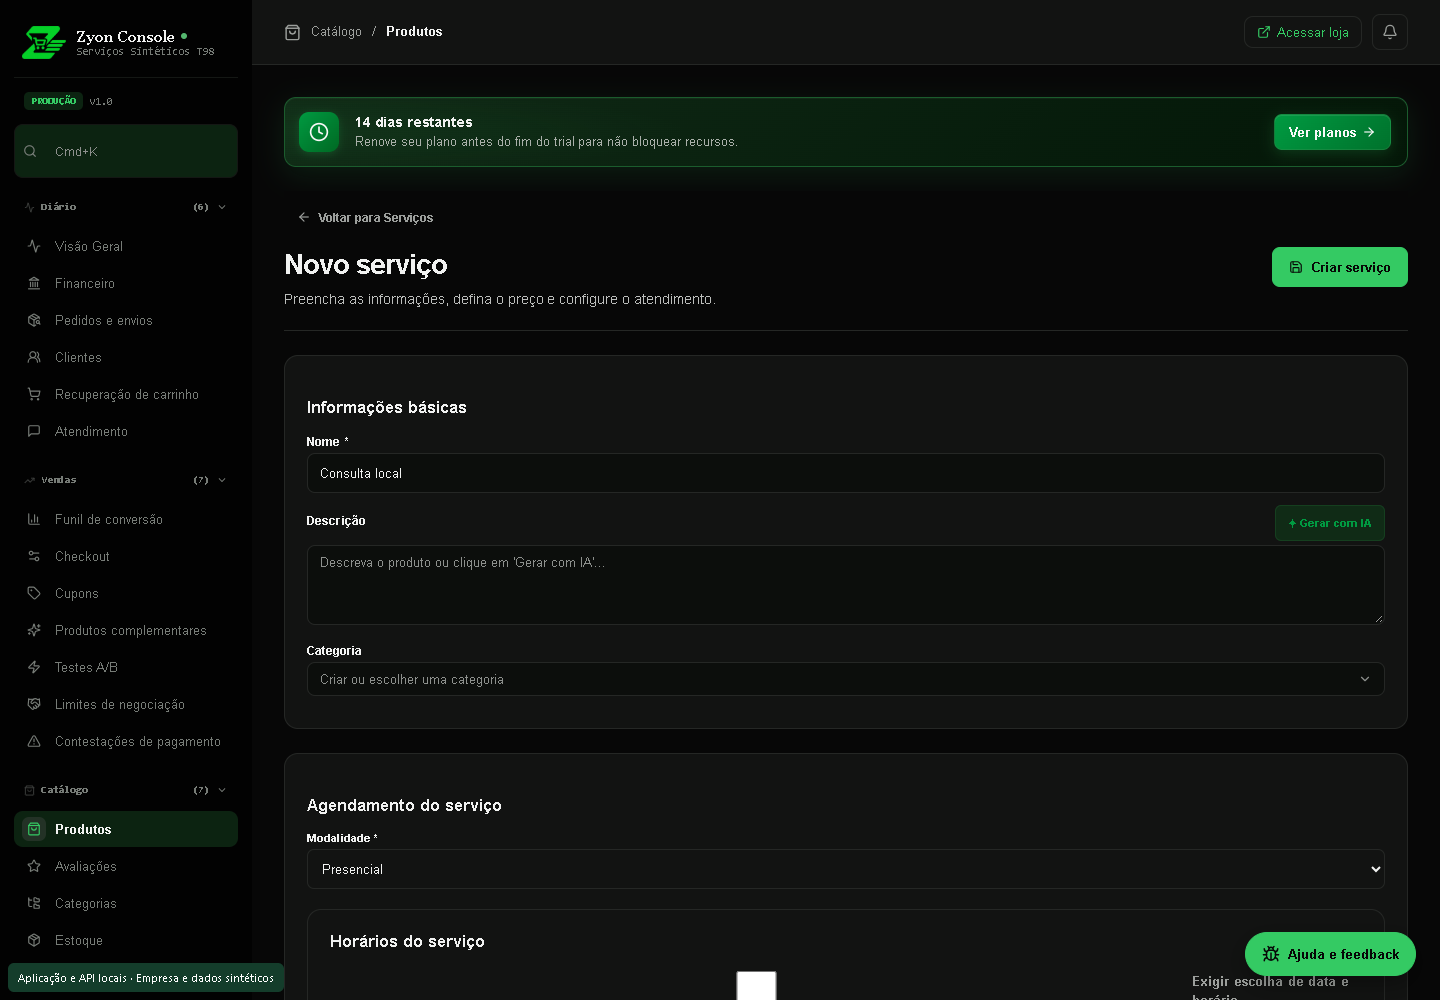 Zyon Console
Serviços Sintéticos T98
PRODUÇÃO v1.0
Cmd+K
Diário (6)
Visão Geral
Financeiro
Pedidos e envios
Clientes
Recuperação de carrinho
Atendimento
Vendas (7)
Funil de conversão
Checkout
Cupons
Produtos complementares
Testes A/B
Limites de negociação
Contestações de pagamento
Catálogo (7)
Produtos
Avaliações
Categorias
Estoque
Aplicação e API locais · Empresa e dados sintéticos
Catálogo / Produtos
Acessar loja
14 dias restantes
Renove seu plano antes do fim do trial para não bloquear recursos.
Ver planos
Voltar para Serviços
Novo serviço
Preencha as informações, defina o preço e configure o atendimento.
Criar serviço
Informações básicas
Nome *
Consulta local
Descrição
Gerar com IA
Descreva o produto ou clique em 'Gerar com IA'...
Categoria
Criar ou escolher uma categoria
Agendamento do serviço
Modalidade *
Presencial
Horários do serviço
Exigir escolha de data e
horário
Ajuda e feedback